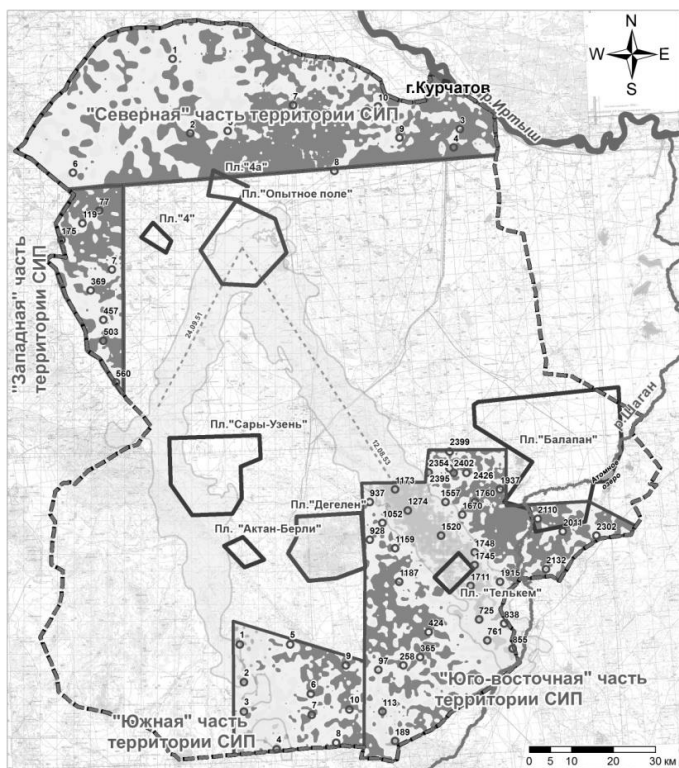 N
W E
S
1
г.Курчатов
7
10
р.Иртыш
"Северная" часть территории СИП
2
9
3
4
8
6
Пл."4а"
Пл."Опытное поле"
Пл."4"
77
119
175
7
369
457
503
560
"Западная" часть
территории СИП
24.09.51
12.08.53
Пл."Сары-Узень"
Пл."Балапан"
р.Шаган
Атомное
озеро
2399
2354
2402
2395
2426
1173
1937
937
1274
1557
1760
Пл."Дегелен"
1052
1670
2110
2011
2302
928
1520
Пл. "Актан-Берли"
1159
1748
1745
2132
1187
1711
1915
Пл. "Телькем"
725
838
424
761
855
1
5
365
9
97
258
2
6
"Юго-восточная" часть
территории СИП
3
7
10
113
"Южная" часть
территории СИП
4
8
189
0 5 10 20 30 км